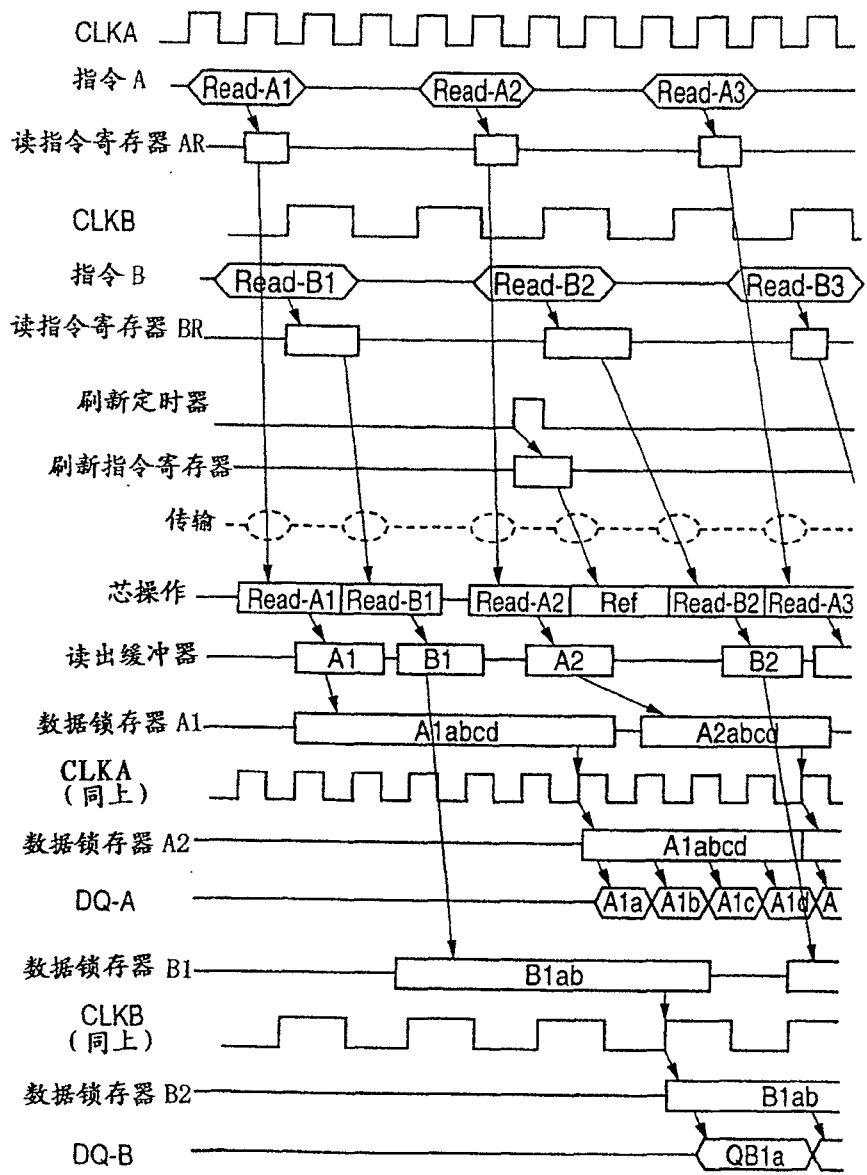 CLKA
指令 A Read-A1 Read-A2 Read-A3
读指令寄存器 AR
CLKB
指令 B Read-B1 Read-B2 Read-B3
读指令寄存器 BR
刷新定时器
刷新指令寄存器
传输
芯操作 Read-A1 Read-B1 Read-A2 Ref Read-B2 Read-A3
读出缓冲器 A1 B1 A2 B2
数据锁存器 A1 A1abcd A2abcd
CLKA
(同上)
数据锁存器 A2 A1abcd
DQ-A A1a A1b A1c A1d A
数据锁存器 B1 B1ab
CLKB
(同上)
数据锁存器 B2 B1ab
DQ-B QB1a